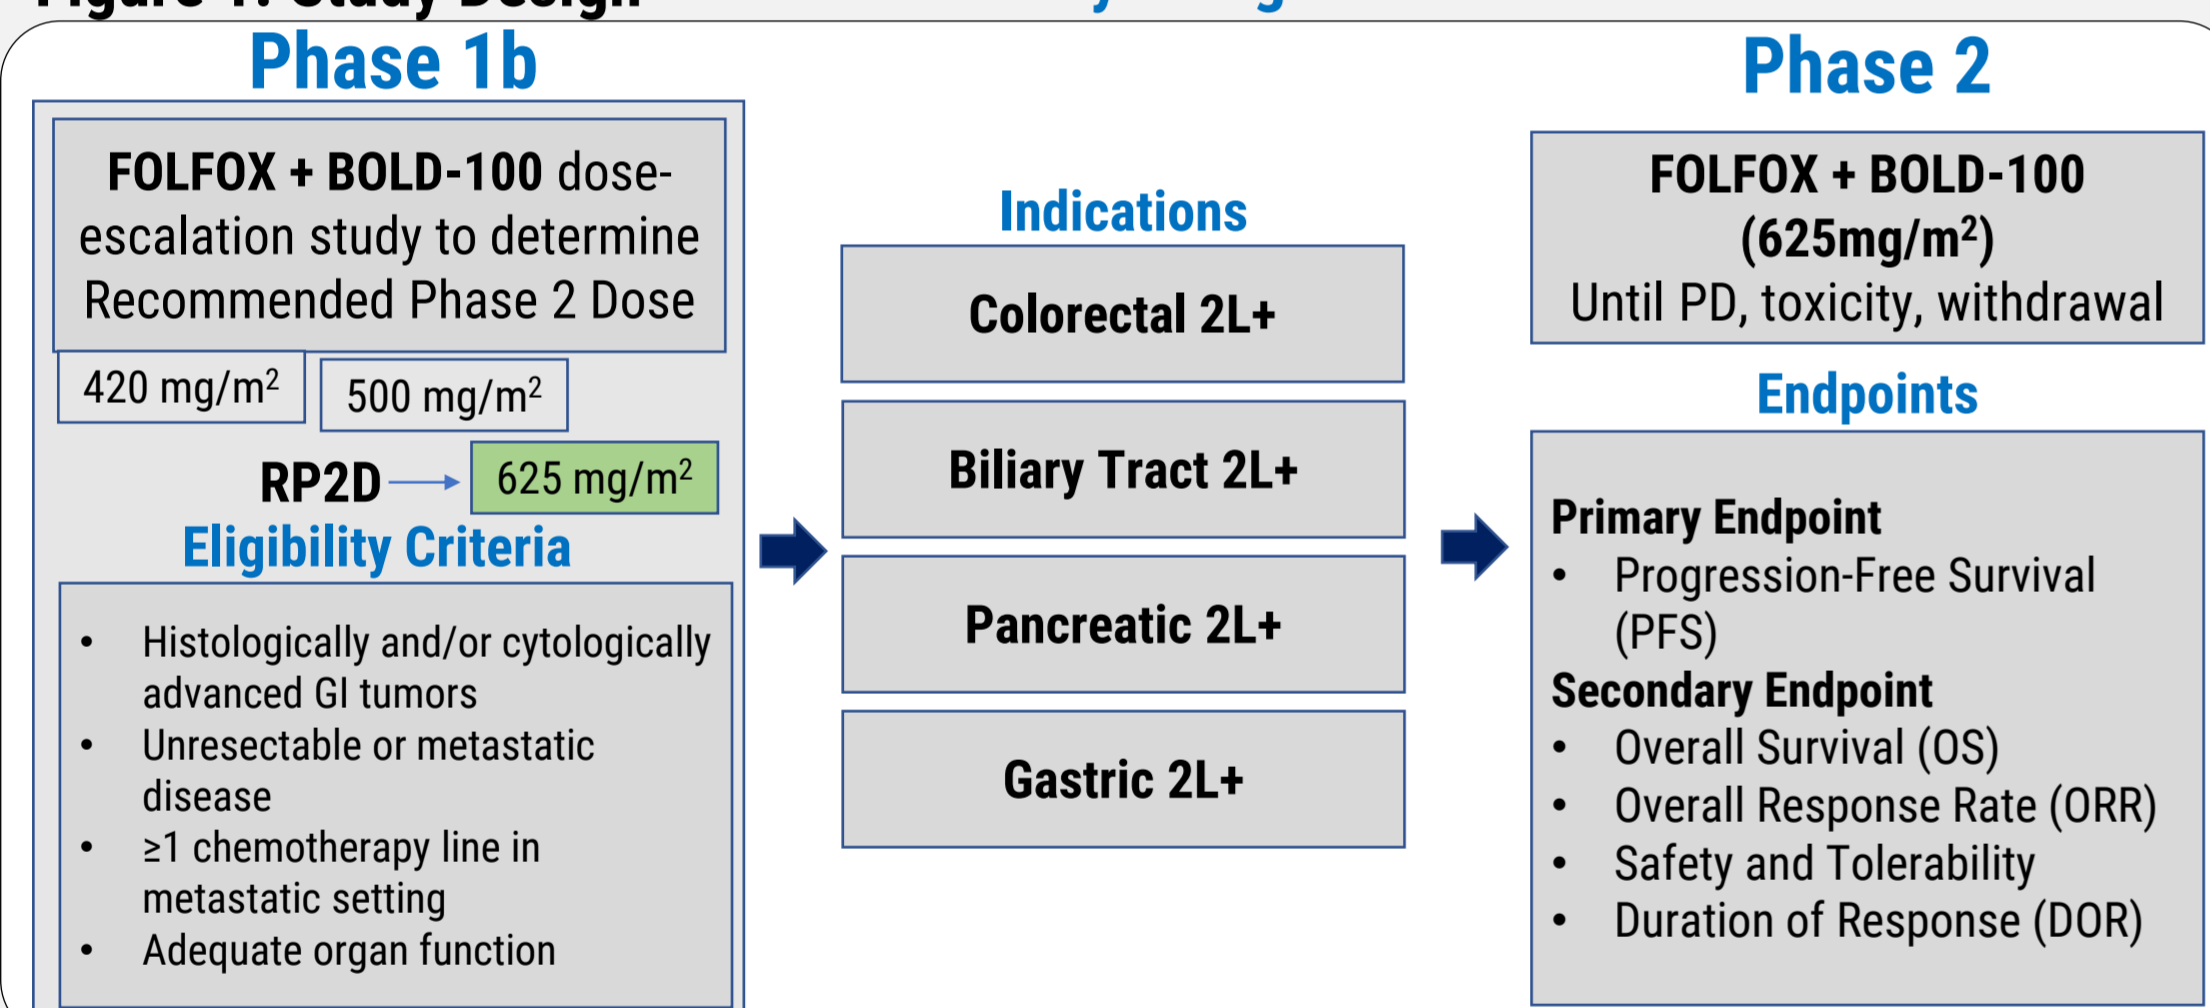 Figure 1: Study Design
Phase 1b
FOLFOX + BOLD-100 dose-
escalation study to determine
Recommended Phase 2 Dose
420 mg/m²
500 mg/m²
RP2D
625 mg/m²
Eligibility Criteria
• Histologically and/or cytologically
advanced GI tumors
• Unresectable or metastatic
disease
• ≥1 chemotherapy line in
metastatic setting
• Adequate organ function
Indications
Colorectal 2L+
Biliary Tract 2L+
Pancreatic 2L+
Gastric 2L+
Phase 2
FOLFOX + BOLD-100
(625mg/m²)
Until PD, toxicity, withdrawal
Endpoints
Primary Endpoint
• Progression-Free Survival
(PFS)
Secondary Endpoint
• Overall Survival (OS)
• Overall Response Rate (ORR)
• Safety and Tolerability
• Duration of Response (DOR)